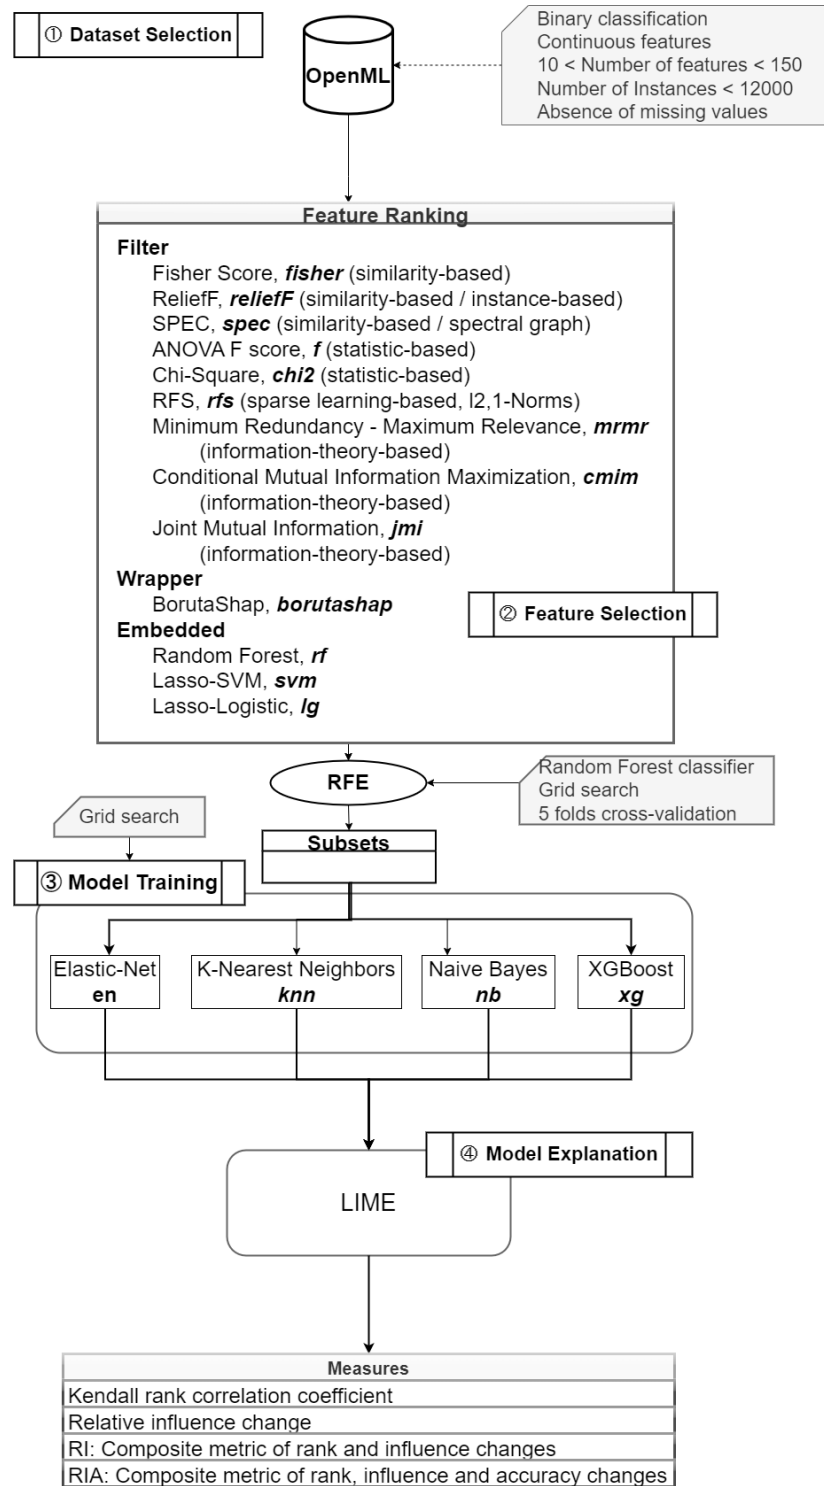 ① Dataset Selection
OpenML
Binary classification
Continuous features
10 < Number of features < 150
Number of Instances < 12000
Absence of missing values
Feature Ranking
Filter
Fisher Score, fisher (similarity-based)
ReliefF, reliefF (similarity-based / instance-based)
SPEC, spec (similarity-based / spectral graph)
ANOVA F score, f (statistic-based)
Chi-Square, chi2 (statistic-based)
RFS, rfs (sparse learning-based, l2,1-Norms)
Minimum Redundancy - Maximum Relevance, mrmr
(information-theory-based)
Conditional Mutual Information Maximization, cmim
(information-theory-based)
Joint Mutual Information, jmi
(information-theory-based)
Wrapper
BorutaShap, borutashap
② Feature Selection
Embedded
Random Forest, rf
Lasso-SVM, svm
Lasso-Logistic, lg
RFE
Random Forest classifier
Grid search
5 folds cross-validation
Grid search
Subsets
③ Model Training
Elastic-Net
en
K-Nearest Neighbors
knn
Naive Bayes
nb
XGBoost
xg
④ Model Explanation
LIME
Measures
Kendall rank correlation coefficient
Relative influence change
RI: Composite metric of rank and influence changes
RIA: Composite metric of rank, influence and accuracy changes